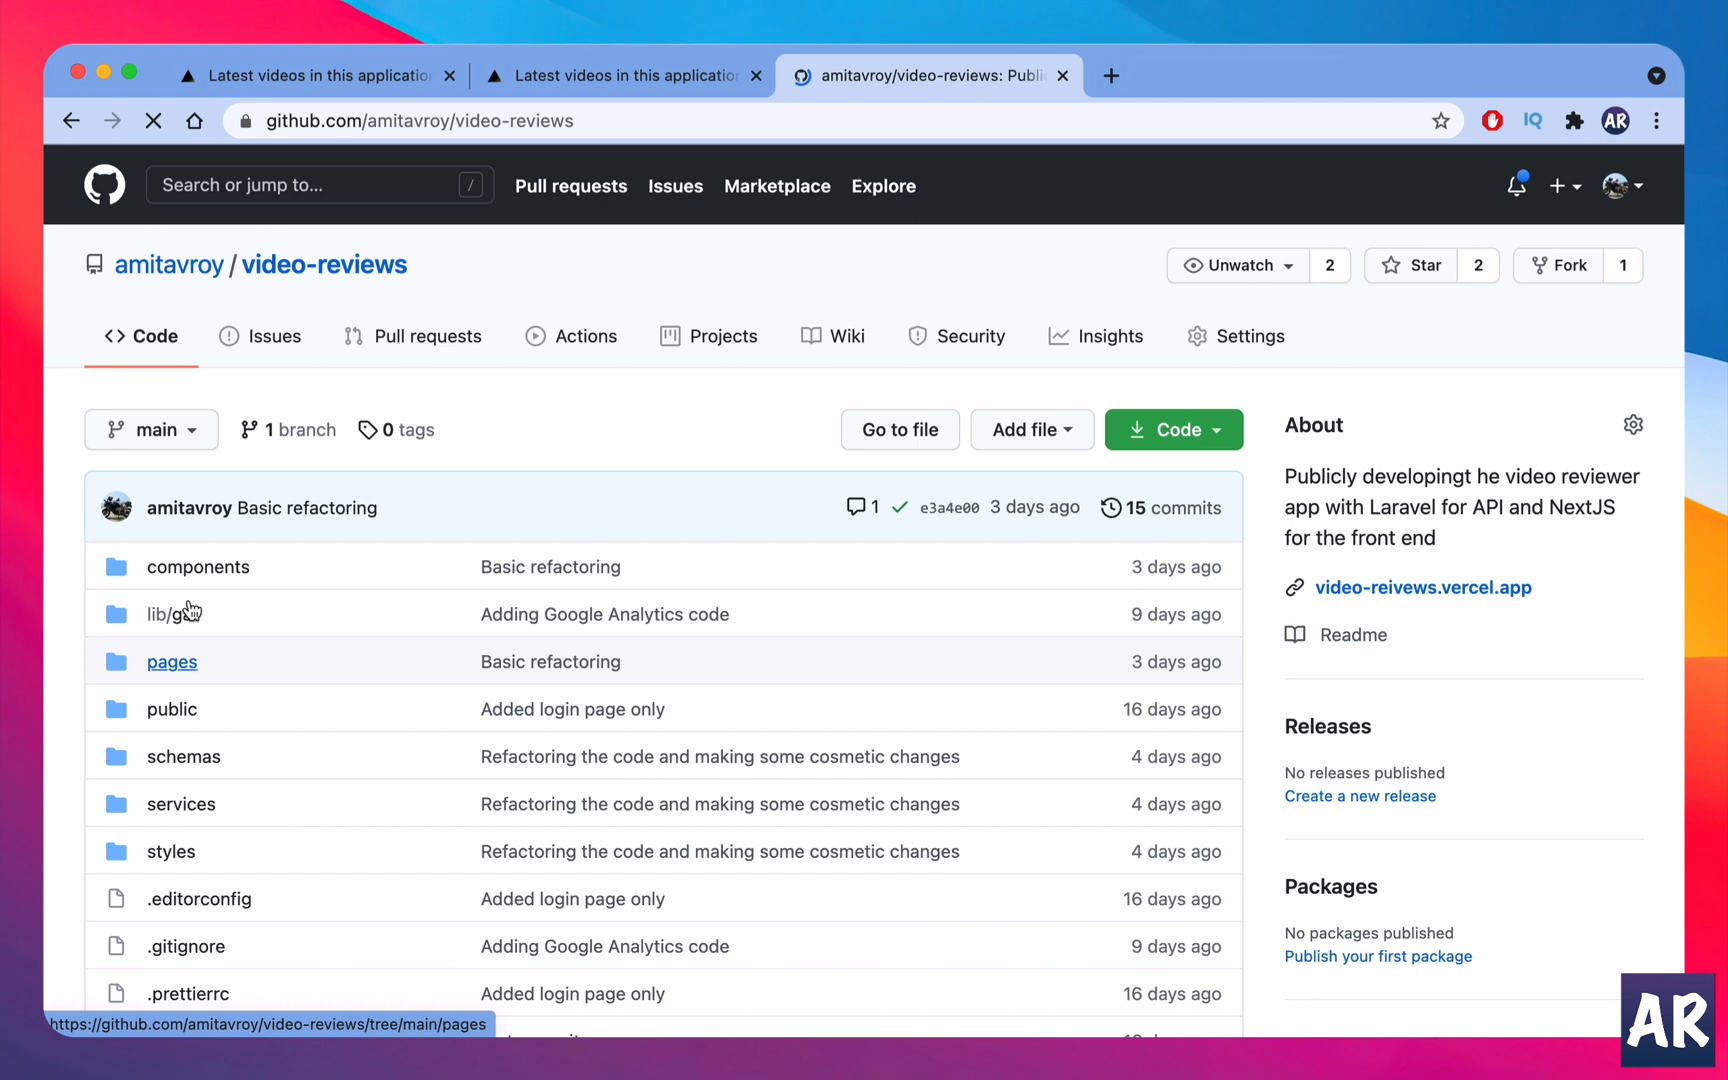 Latest videos in this application
Latest videos in this application
amitavroy/video-reviews: Publi
github.com/amitavroy/video-reviews
IQ
AR
Search or jump to...
/
Pull requests
Issues
Marketplace
Explore
amitavroy / video-reviews
Unwatch 2
Star 2
Fork 1
Code
Issues
Pull requests
Actions
Projects
Wiki
Security
Insights
Settings
main
1 branch
0 tags
Go to file
Add file
Code
amitavroy Basic refactoring
1 e3a4e00 3 days ago 15 commits
components Basic refactoring 3 days ago
lib/ Adding Google Analytics code 9 days ago
pages Basic refactoring 3 days ago
public Added login page only 16 days ago
schemas Refactoring the code and making some cosmetic changes 4 days ago
services Refactoring the code and making some cosmetic changes 4 days ago
styles Refactoring the code and making some cosmetic changes 4 days ago
.editorconfig Added login page only 16 days ago
.gitignore Adding Google Analytics code 9 days ago
.prettierrc Added login page only 16 days ago
https://github.com/amitavroy/video-reviews/tree/main/pages
About
Publicly developingt he video reviewer
app with Laravel for API and NextJS
for the front end
video-reivews.vercel.app
Readme
Releases
No releases published
Create a new release
Packages
No packages published
Publish your first package
AR